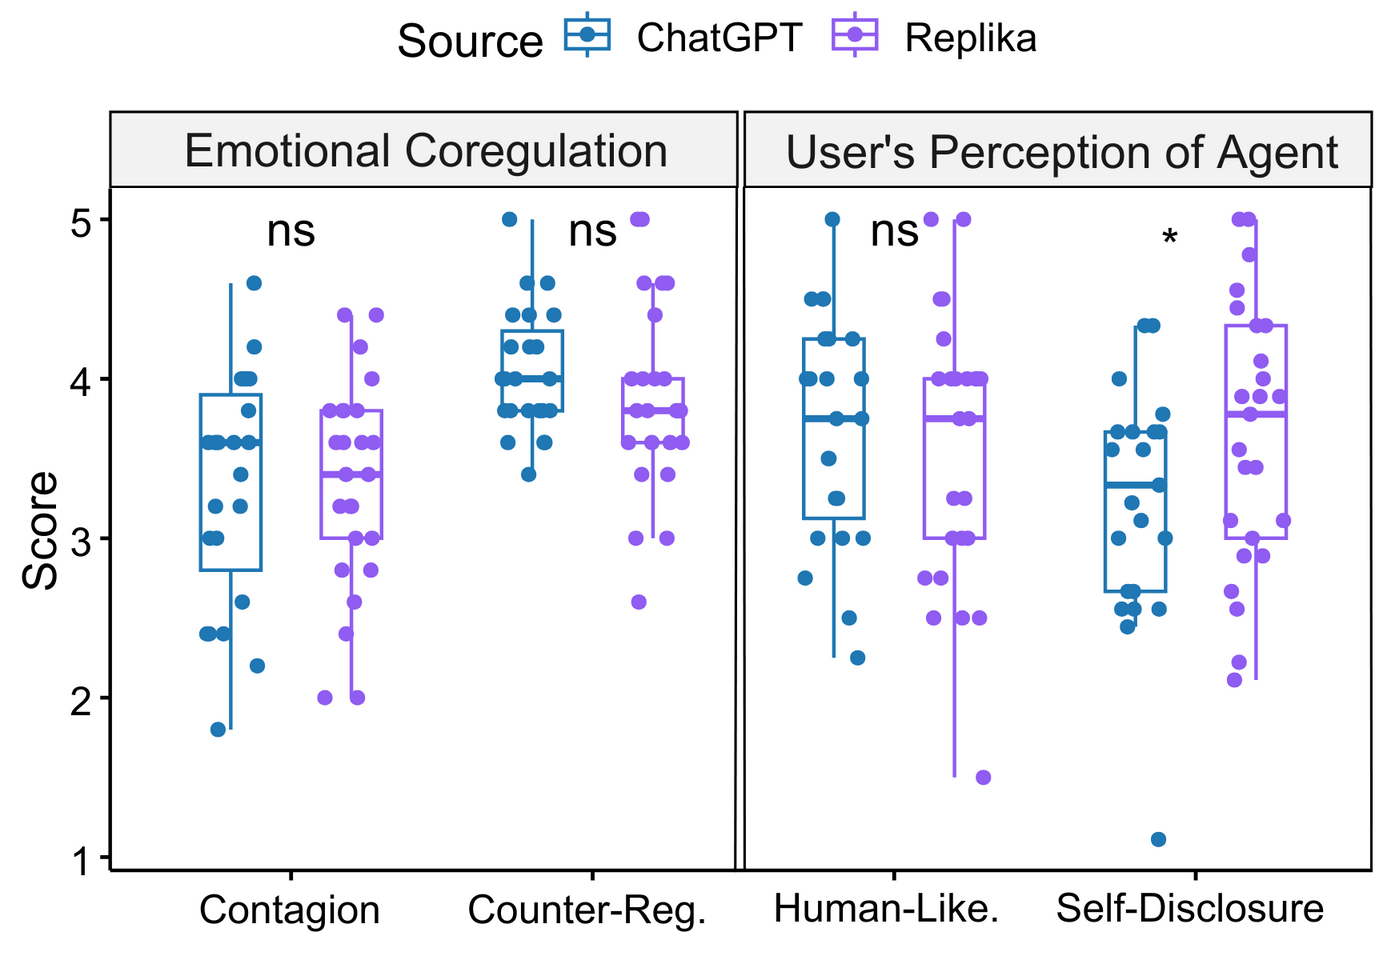 Source ChatGPT Replika
Emotional Coregulation User's Perception of Agent
5
ns ns ns *
4
3
Score
2
1
Contagion Counter-Reg. Human-Like. Self-Disclosure